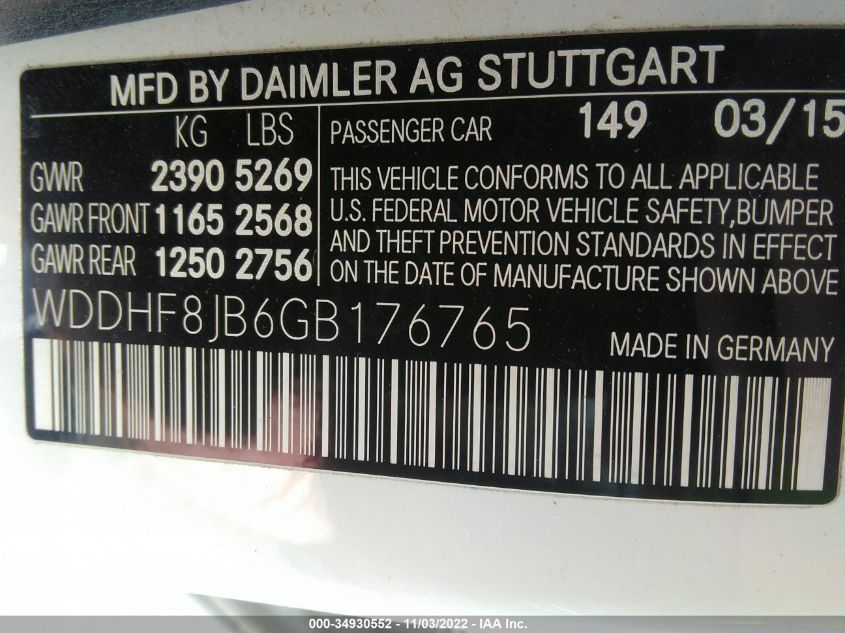 MFD BY DAIMLER AG STUTTGART
KG LBS
GVWR 2390 5269
GAWR FRONT 1165 2568
GAWR REAR 1250 2756
PASSENGER CAR 149 03/15
THIS VEHICLE CONFORMS TO ALL APPLICABLE
U.S. FEDERAL MOTOR VEHICLE SAFETY,BUMPER
AND THEFT PREVENTION STANDARDS IN EFFECT
ON THE DATE OF MANUFACTURE SHOWN ABOVE
WDDHF8JB6GB176765
MADE IN GERMANY
000-34930552 - 11/03/2022 - IAA Inc.